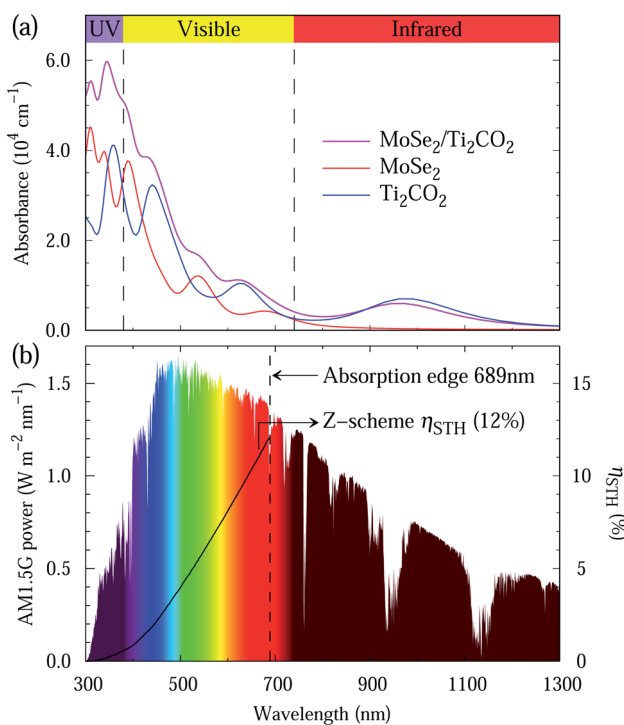 (a)
UV Visible Infrared
6.0
4.0
2.0
0.0
Absorbance (10⁴ cm⁻¹)
MoSe₂/Ti₂CO₂
MoSe₂
Ti₂CO₂
(b)
1.5
1.0
0.5
0.0
AM1.5G power (W m⁻² nm⁻¹)
Absorption edge 689nm
Z–scheme η_STH (12%)
15
10
5
0
η_STH (%)
300 500 700 900 1100 1300
Wavelength (nm)